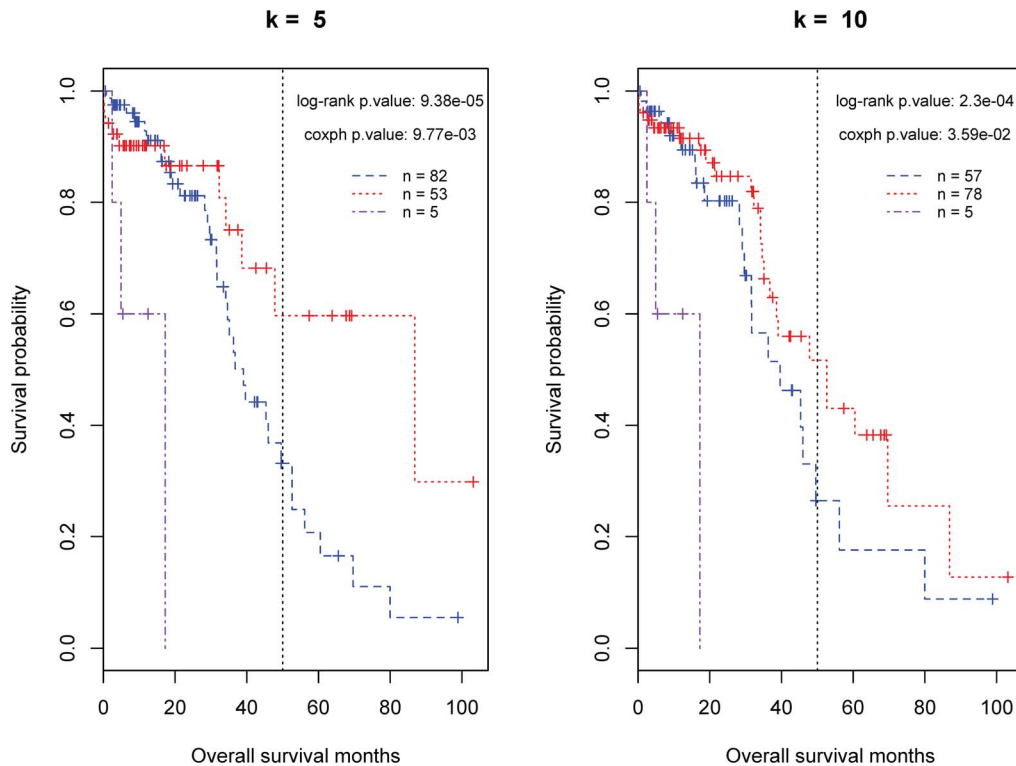 k = 5
log-rank p.value: 9.38e-05
coxph p.value: 9.77e-03
n = 82
n = 53
n = 5
Survival probability
1.0
0.8
0.6
0.4
0.2
0.0
0 20 40 60 80 100
Overall survival months
k = 10
log-rank p.value: 2.3e-04
coxph p.value: 3.59e-02
n = 57
n = 78
n = 5
Survival probability
1.0
0.8
0.6
0.4
0.2
0.0
0 20 40 60 80 100
Overall survival months